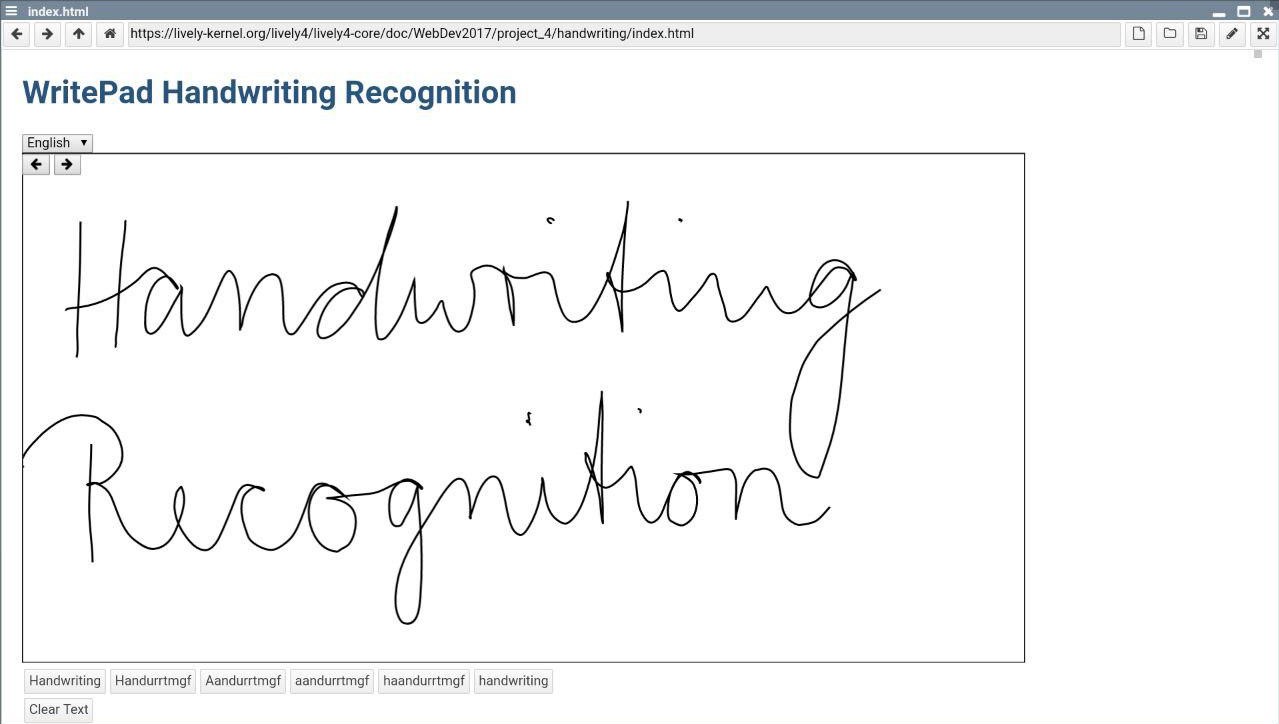 index.html
https://lively-kernel.org/lively4/lively4-core/doc/WebDev2017/project_4/handwriting/index.html
WritePad Handwriting Recognition
English
Handwriting
Recognition
Handwriting Handurrtmgf Aandurrtmgf aandurrtmgf haandurrtmgf handwriting
Clear Text